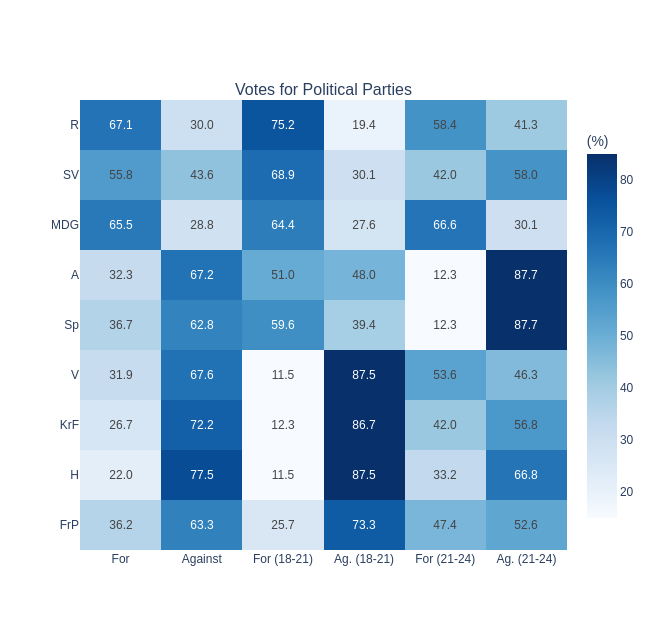 Votes for Political Parties
(%)
R 67.1 30.0 75.2 19.4 58.4 41.3
SV 55.8 43.6 68.9 30.1 42.0 58.0
MDG 65.5 28.8 64.4 27.6 66.6 30.1
A 32.3 67.2 51.0 48.0 12.3 87.7
Sp 36.7 62.8 59.6 39.4 12.3 87.7
V 31.9 67.6 11.5 87.5 53.6 46.3
KrF 26.7 72.2 12.3 86.7 42.0 56.8
H 22.0 77.5 11.5 87.5 33.2 66.8
FrP 36.2 63.3 25.7 73.3 47.4 52.6
For Against For (18-21) Ag. (18-21) For (21-24) Ag. (21-24)
80
70
60
50
40
30
20